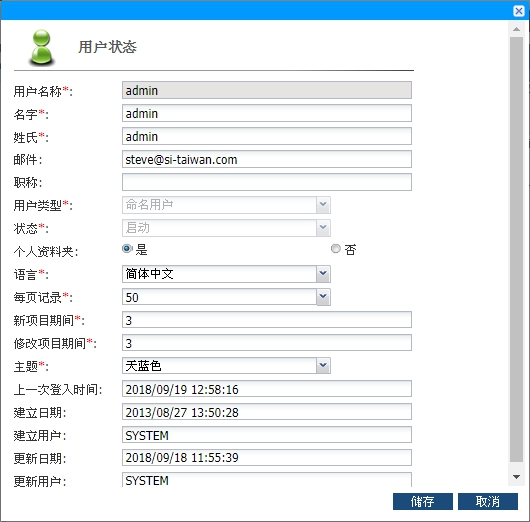 用户状态
用户名称*: admin
名字*: admin
姓氏*: admin
邮件: steve@si-taiwan.com
职称:
用户类型*: 命名用户
状态*: 启动
个人资料夹: 是 否
语言*: 简体中文
每页记录*: 50
新项目期间*: 3
修改项目期间*: 3
主题*: 天蓝色
上一次登入时间: 2018/09/19 12:58:16
建立日期: 2013/08/27 13:50:28
建立用户: SYSTEM
更新日期: 2018/09/18 11:55:39
更新用户: SYSTEM
储存 取消